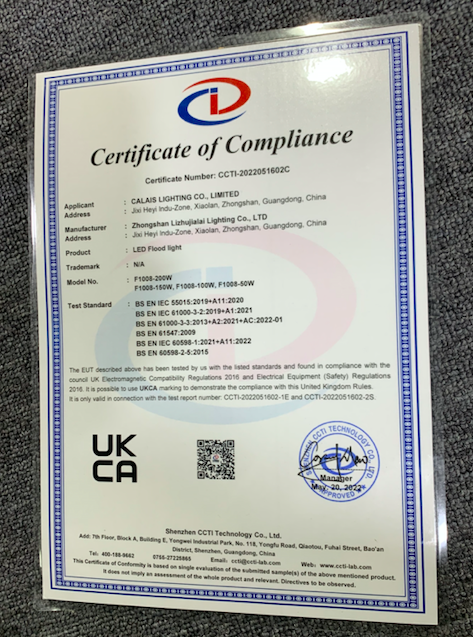 Certificate of Compliance
Certificate Number: CCTI-2022051602C
Applicant : CALAIS LIGHTING CO., LIMITED
Address : Jixi Heyi Indu-Zone, Xiaolan, Zhongshan, Guangdong, China
Manufacturer : Zhongshan Lizhujialai Lighting Co., LTD
Address : Jixi Heyi Indu-Zone, Xiaolan, Zhongshan, Guangdong, China
Product : LED Flood light
Trademark : N/A
Model No. : F1008-200W
F1008-150W, F1008-100W, F1008-50W
Test Standard : BS EN IEC 55015:2019+A11:2020
BS EN IEC 61000-3-2:2019+A1:2021
BS EN 61000-3-3:2013+A2:2021+AC:2022-01
BS EN 61547:2009
BS EN IEC 60598-1:2021+A11:2022
BS EN 60598-2-5:2015
The EUT described above has been tested by us with the listed standards and found in compliance with the
council UK Electromagnetic Compatibility Regulations 2016 and Electrical Equipment (Safety) Regulations
2016. It is possible to use UKCA marking to demonstrate the compliance with this United Kingdom Rules.
It is only valid in connection with the test report number: CCTI-2022051602-1E and CCTI-2022051602-2S.
UK
CA
SHENZHEN CCTI TECHNOLOGY CO., LTD.
Manager
May. 20, 2022
APPROVED
Shenzhen CCTI Technology Co., Ltd.
Add: 7th Floor, Block A, Building E, Yongwei Industrial Park, No. 118, Yongfu Road, Qiaotou, Fuhai Street, Bao'an
District, Shenzhen, Guangdong, China
Tel: 400-188-9662 0755-27325865 Email: ccti@ccti-lab.com Web: www.ccti-lab.com
This Certificate of Conformity is based on single evaluation of the submitted sample(s) of the above mentioned product.
It does not imply an assessment of the whole product and relevant. Directives to be observed.